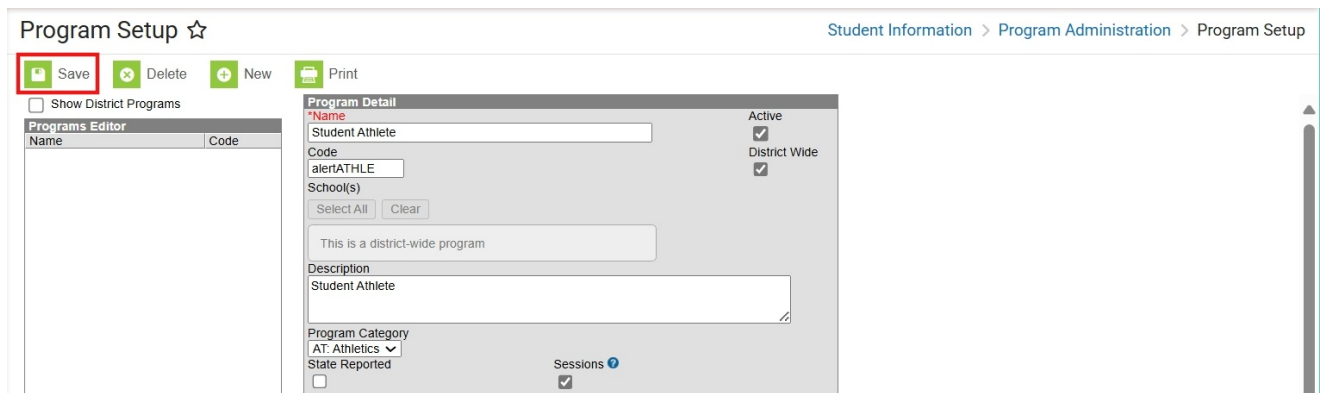 Program Setup
Student Information > Program Administration > Program Setup
Save Delete New Print
Show District Programs
Programs Editor
Name Code
Program Detail
*Name Active
Student Athlete
Code District Wide
alertATHLE
School(s)
Select All Clear
This is a district-wide program
Description
Student Athlete
Program Category
AT: Athletics
State Reported Sessions ?